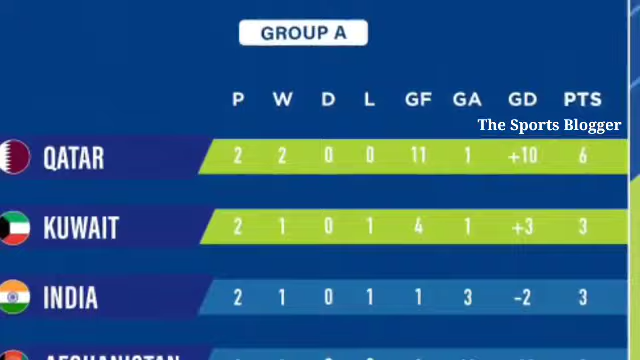 GROUP A
P W D L GF GA GD PTS
The Sports Blogger
QATAR 2 2 0 0 11 1 +10 6
KUWAIT 2 1 0 1 4 1 +3 3
INDIA 2 1 0 1 1 3 -2 3
AFGHANISTAN